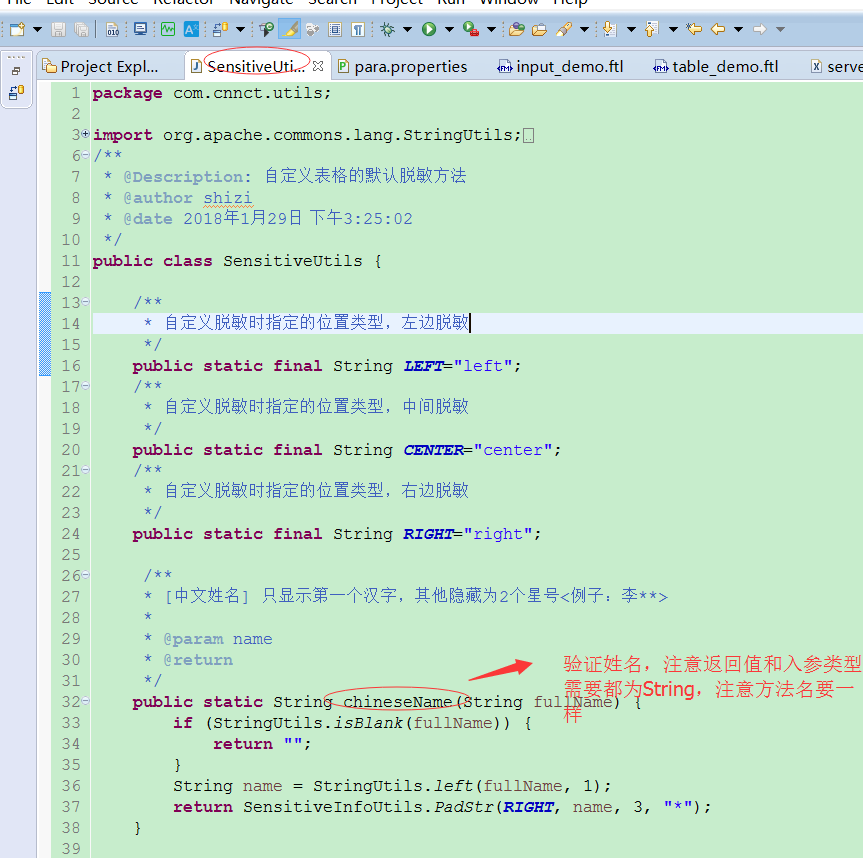 Source
Refactor
Navigate
Search
Project
Run
Window
Help
Project Expl...
SensitiveUti...
para.properties
input_demo.ftl
table_demo.ftl
serve
1 package com.cnnct.utils;
2
3 import org.apache.commons.lang.StringUtils;
6 /**
7 * @Description: 自定义表格的默认脱敏方法
8 * @author shizi
9 * @date 2018年1月29日 下午3:25:02
10 */
11 public class SensitiveUtils {
12
13 /**
14 * 自定义脱敏时指定的位置类型，左边脱敏
15 */
16 public static final String LEFT="left";
17 /**
18 * 自定义脱敏时指定的位置类型，中间脱敏
19 */
20 public static final String CENTER="center";
21 /**
22 * 自定义脱敏时指定的位置类型，右边脱敏
23 */
24 public static final String RIGHT="right";
25
26 /**
27 * [中文姓名] 只显示第一个汉字，其他隐藏为2个星号<例子：李**>
28 *
29 * @param name
30 * @return
31 */
验证姓名，注意返回值和入参类型
需要都为String，注意方法名要一
样
32 public static String chineseName(String fullName) {
33 if (StringUtils.isBlank(fullName)) {
34 return "";
35 }
36 String name = StringUtils.left(fullName, 1);
37 return SensitiveInfoUtils.PadStr(RIGHT, name, 3, "*");
38 }
39